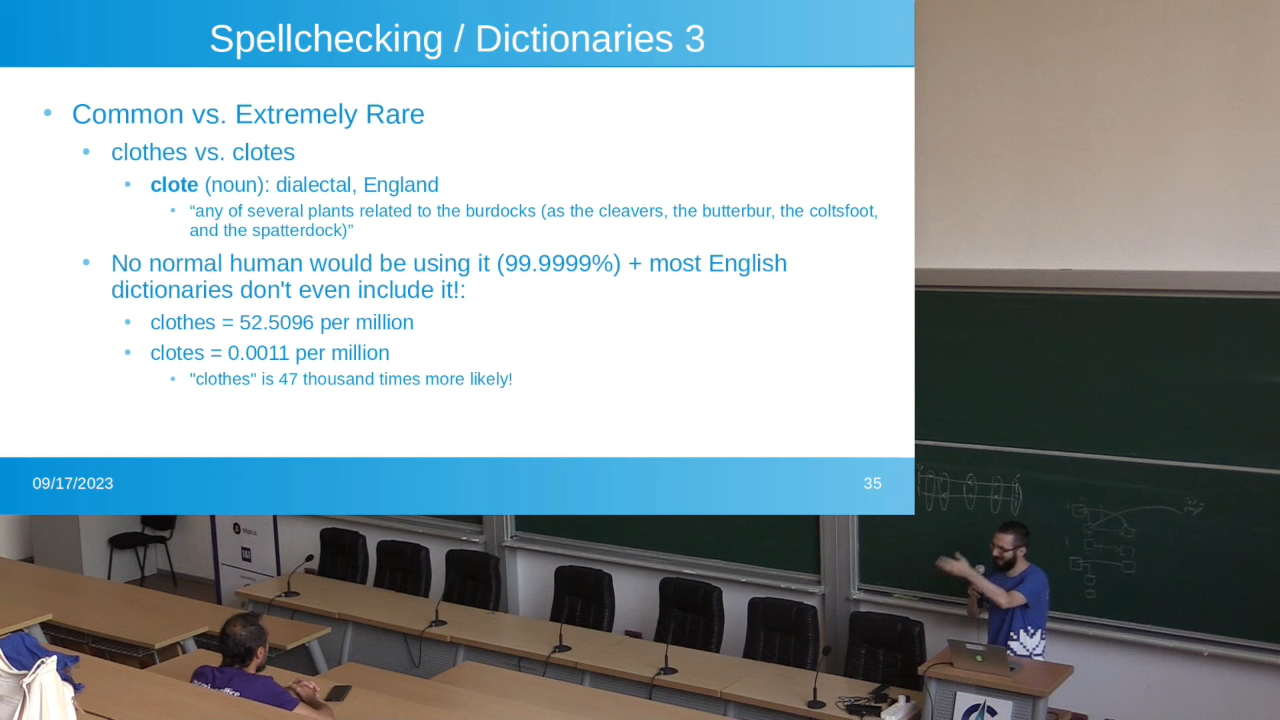 Spellchecking / Dictionaries 3
• Common vs. Extremely Rare
• clothes vs. clotes
• clote (noun): dialectal, England
• “any of several plants related to the burdocks (as the cleavers, the butterbur, the coltsfoot,
and the spatterdock)”
• No normal human would be using it (99.9999%) + most English
dictionaries don't even include it!:
• clothes = 52.5096 per million
• clotes = 0.0011 per million
• "clothes" is 47 thousand times more likely!
09/17/2023
35